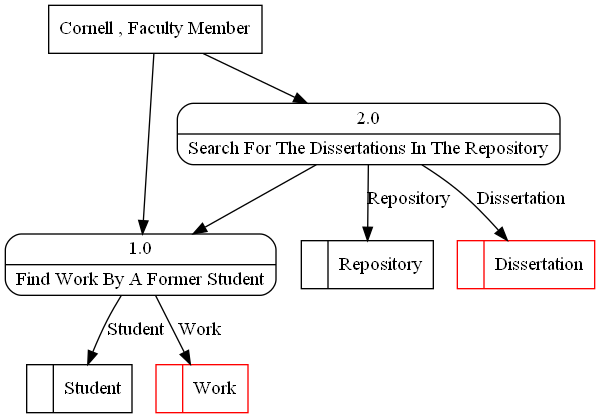 Cornell , Faculty Member
2.0
Search For The Dissertations In The Repository
Repository
Dissertation
1.0
Find Work By A Former Student
Repository
Dissertation
Student
Work
Student
Work